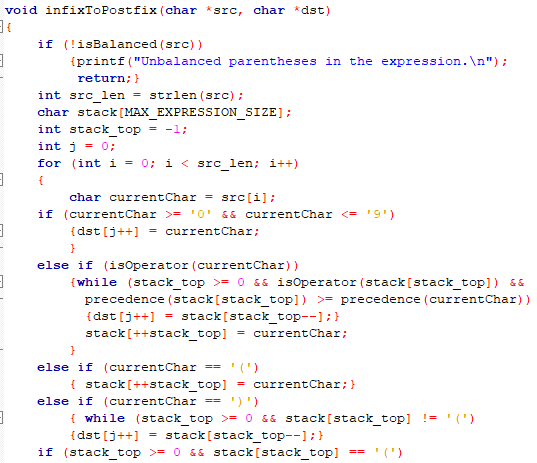 void infixToPostfix(char *src, char *dst)
{
    if (!isBalanced(src))
        {printf("Unbalanced parentheses in the expression.\n");
         return;}
    int src_len = strlen(src);
    char stack[MAX_EXPRESSION_SIZE];
    int stack_top = -1;
    int j = 0;
    for (int i = 0; i < src_len; i++)
    {
        char currentChar = src[i];
    if (currentChar >= '0' && currentChar <= '9')
        {dst[j++] = currentChar;
        }
    else if (isOperator(currentChar))
        {while (stack_top >= 0 && isOperator(stack[stack_top]) &&
          precedence(stack[stack_top]) >= precedence(currentChar))
          {dst[j++] = stack[stack_top--];}
          stack[++stack_top] = currentChar;
        }
    else if (currentChar == '(')
        { stack[++stack_top] = currentChar;}
    else if (currentChar == ')')
        { while (stack_top >= 0 && stack[stack_top] != '(')
        {dst[j++] = stack[stack_top--];}
    if (stack_top >= 0 && stack[stack_top] == '(')